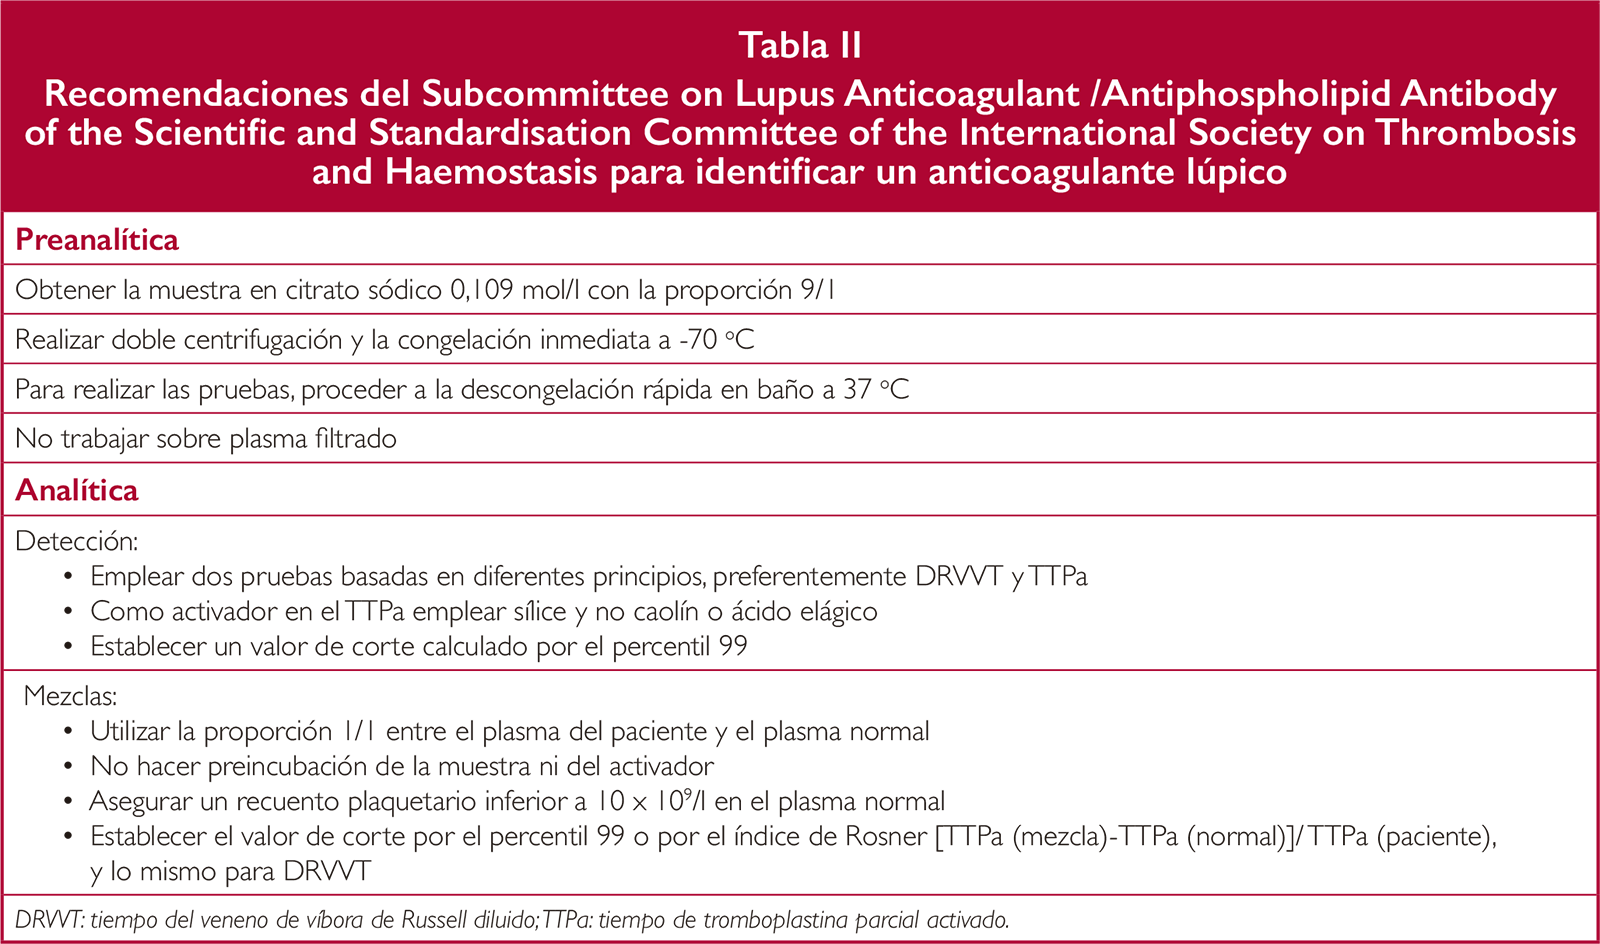 Tabla II
Recomendaciones del Subcommittee on Lupus Anticoagulant /Antiphospholipid Antibody
of the Scientific and Standardisation Committee of the International Society on Thrombosis
and Haemostasis para identificar un anticoagulante lúpico
Preanalítica
Obtener la muestra en citrato sódico 0,109 mol/l con la proporción 9/1
Realizar doble centrifugación y la congelación inmediata a -70 ºC
Para realizar las pruebas, proceder a la descongelación rápida en baño a 37 ºC
No trabajar sobre plasma filtrado
Analítica
Detección:
• Emplear dos pruebas basadas en diferentes principios, preferentemente DRVVT y TTPa
• Como activador en el TTPa emplear sílice y no caolín o ácido elágico
• Establecer un valor de corte calculado por el percentil 99
Mezclas:
• Utilizar la proporción 1/1 entre el plasma del paciente y el plasma normal
• No hacer preincubación de la muestra ni del activador
• Asegurar un recuento plaquetario inferior a 10 x 10⁹/l en el plasma normal
• Establecer el valor de corte por el percentil 99 o por el índice de Rosner [TTPa (mezcla)-TTPa (normal)]/ TTPa (paciente),
y lo mismo para DRVVT
DRVVT: tiempo del veneno de víbora de Russell diluido; TTPa: tiempo de tromboplastina parcial activado.